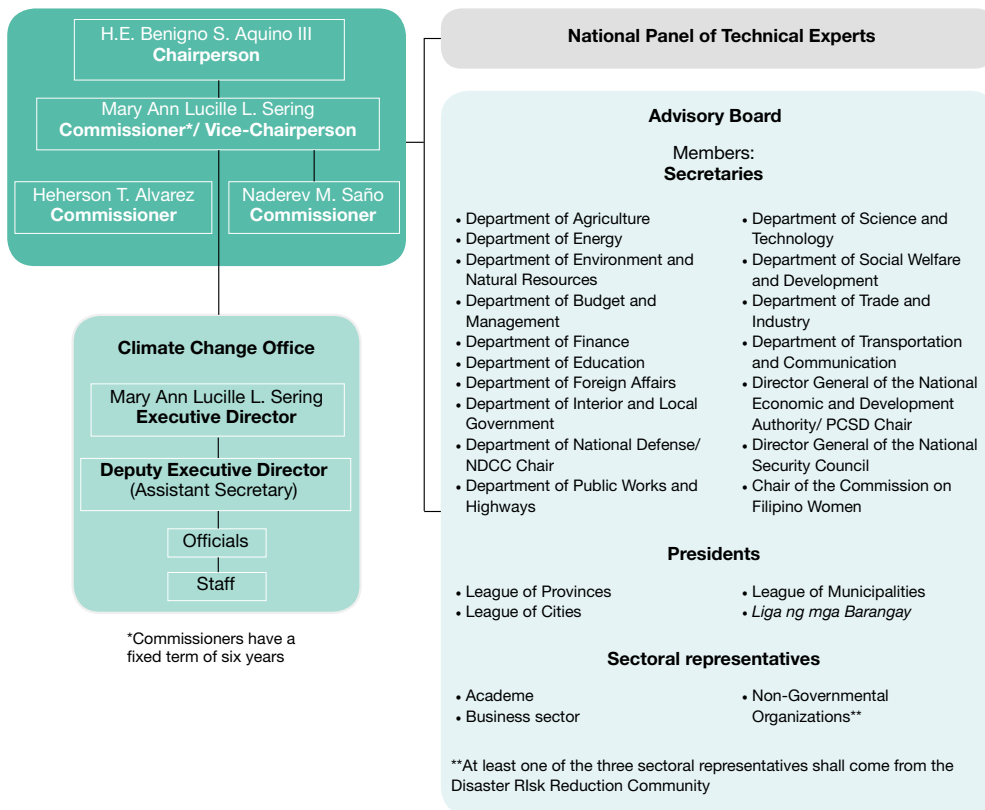 H.E. Benigno S. Aquino III
Chairperson
Mary Ann Lucille L. Sering
Commissioner*/ Vice-Chairperson
Heherson T. Alvarez
Commissioner
Naderev M. Saño
Commissioner
Climate Change Office
Mary Ann Lucille L. Sering
Executive Director
Deputy Executive Director
(Assistant Secretary)
Officials
Staff
*Commissioners have a
fixed term of six years
National Panel of Technical Experts
Advisory Board
Members:
Secretaries
• Department of Agriculture
• Department of Energy
• Department of Environment and
Natural Resources
• Department of Budget and
Management
• Department of Finance
• Department of Education
• Department of Foreign Affairs
• Department of Interior and Local
Government
• Department of National Defense/
NDCC Chair
• Department of Public Works and
Highways
• Department of Science and
Technology
• Department of Social Welfare
and Development
• Department of Trade and
Industry
• Department of Transportation
and Communication
• Director General of the National
Economic and Development
Authority/ PCSD Chair
• Director General of the National
Security Council
• Chair of the Commission on
Filipino Women
Presidents
• League of Provinces
• League of Cities
• League of Municipalities
• Liga ng mga Barangay
Sectoral representatives
• Academe
• Business sector
• Non-Governmental
Organizations**
**At least one of the three sectoral representatives shall come from the
Disaster RIsk Reduction Community